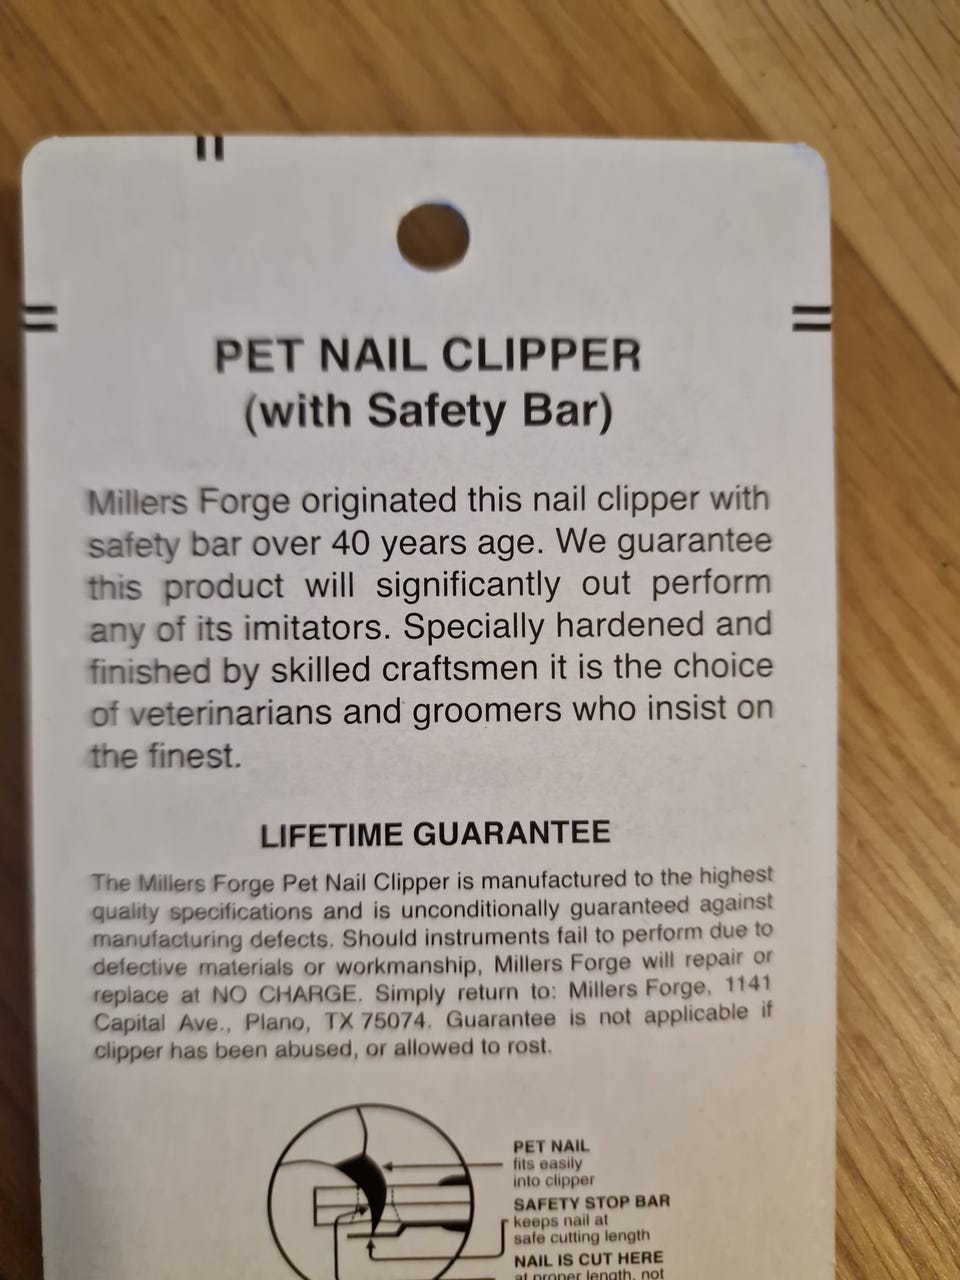 PET NAIL CLIPPER
(with Safety Bar)
Millers Forge originated this nail clipper with
safety bar over 40 years age. We guarantee
this product will significantly out perform
any of its imitators. Specially hardened and
finished by skilled craftsmen it is the choice
of veterinarians and groomers who insist on
the finest.
LIFETIME GUARANTEE
The Millers Forge Pet Nail Clipper is manufactured to the highest
quality specifications and is unconditionally guaranteed against
manufacturing defects. Should instruments fail to perform due to
defective materials or workmanship, Millers Forge will repair or
replace at NO CHARGE. Simply return to: Millers Forge, 1141
Capital Ave., Plano, TX 75074. Guarantee is not applicable if
clipper has been abused, or allowed to rost.
PET NAIL
fits easily
into clipper
SAFETY STOP BAR
keeps nail at
safe cutting length
NAIL IS CUT HERE
at proper length, not